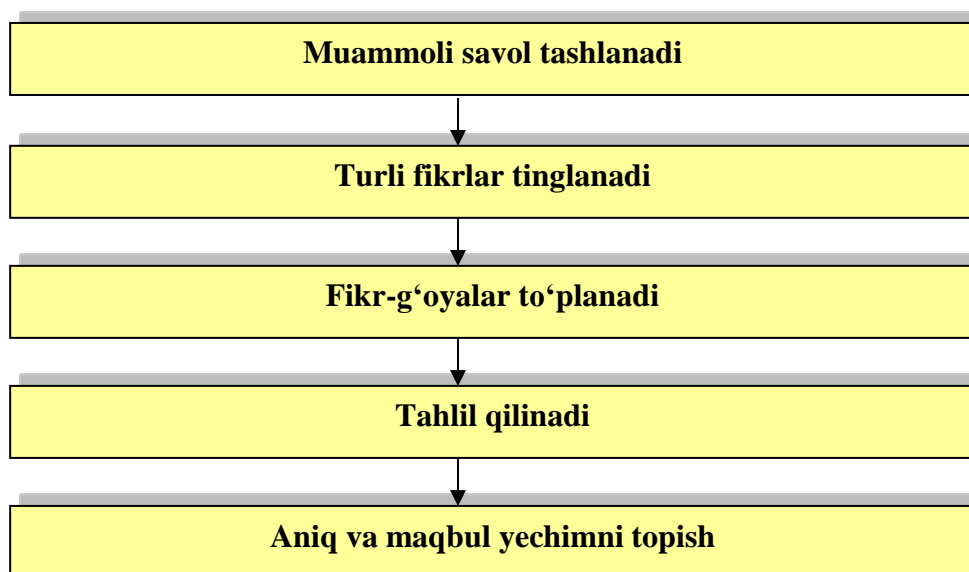 Muammoli savol tashlanadi
Turli fikrlar tinglanadi
Fikr-g‘oyalar to‘planadi
Tahlil qilinadi
Aniq va maqbul yechimni topish